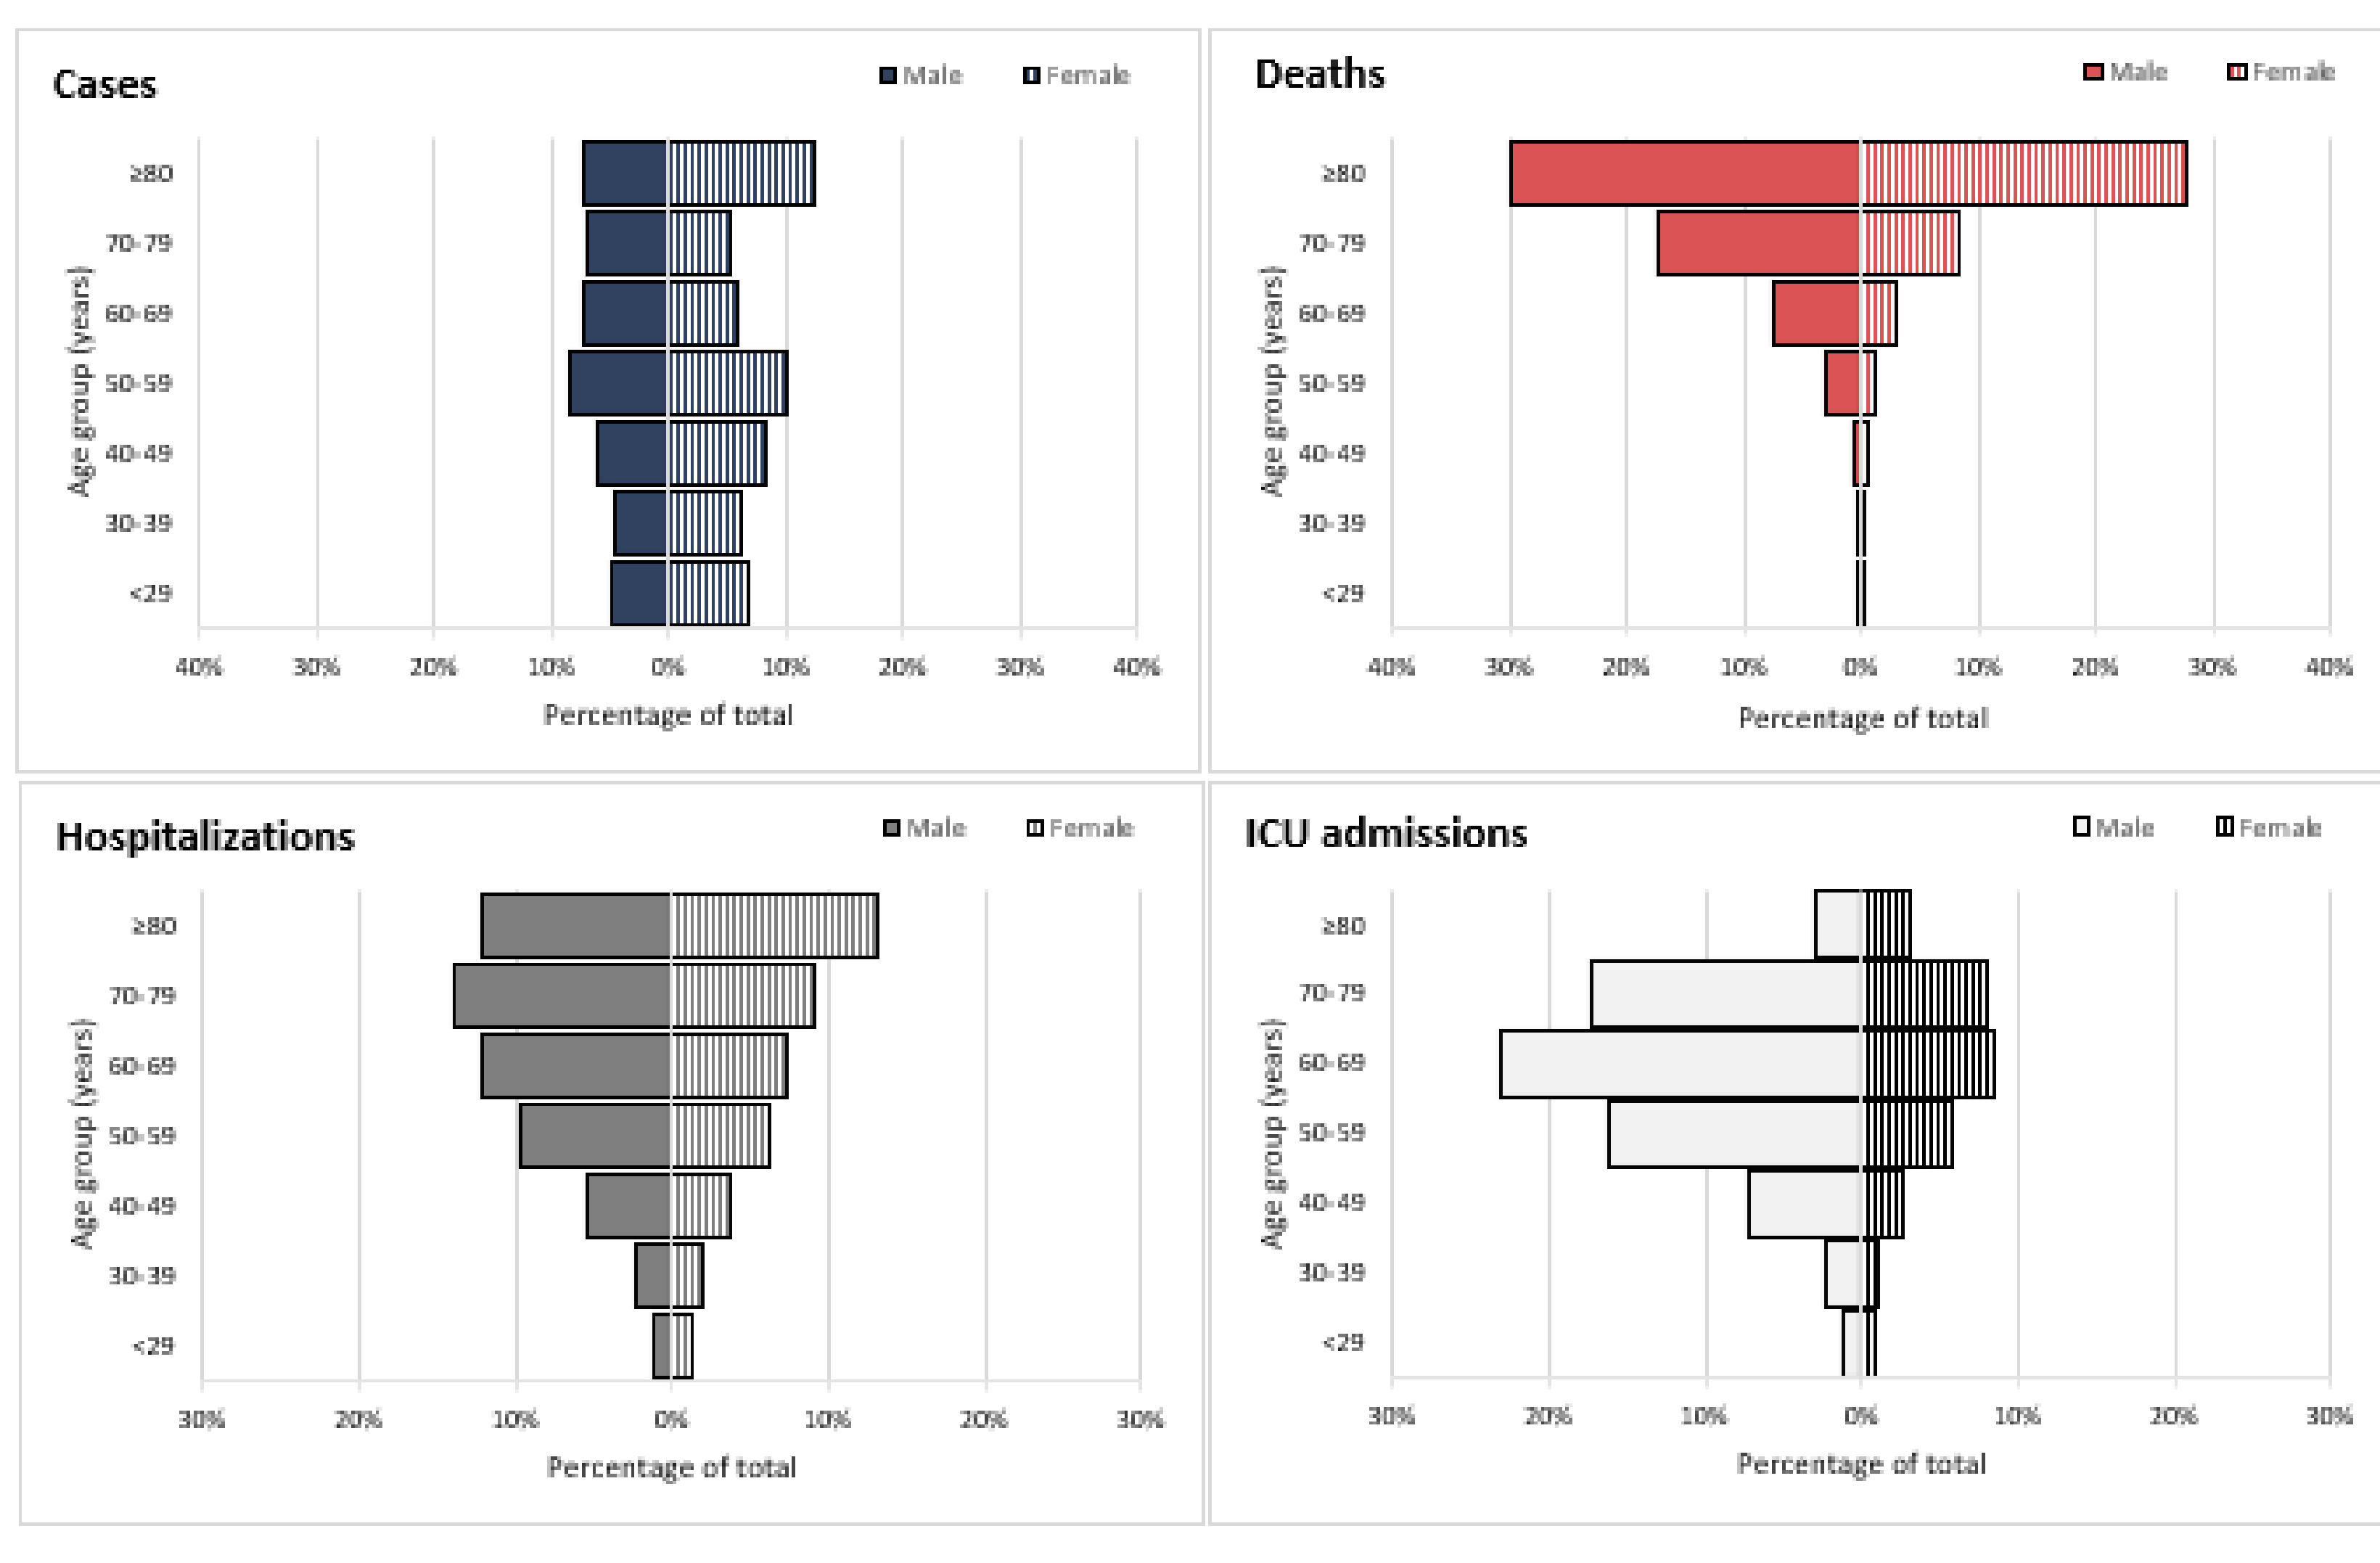 Cases
Male Female
Age group (years)
≥80
70-79
60-69
50-59
40-49
30-39
<29
40% 30% 20% 10% 0% 10% 20% 30% 40%
Percentage of total
Deaths
Male Female
Age group (years)
≥80
70-79
60-69
50-59
40-49
30-39
<29
40% 30% 20% 10% 0% 10% 20% 30% 40%
Percentage of total
Hospitalizations
Male Female
Age group (years)
≥80
70-79
60-69
50-59
40-49
30-39
<29
30% 20% 10% 0% 10% 20% 30%
Percentage of total
ICU admissions
Male Female
Age group (years)
≥80
70-79
60-69
50-59
40-49
30-39
<29
30% 20% 10% 0% 10% 20% 30%
Percentage of total